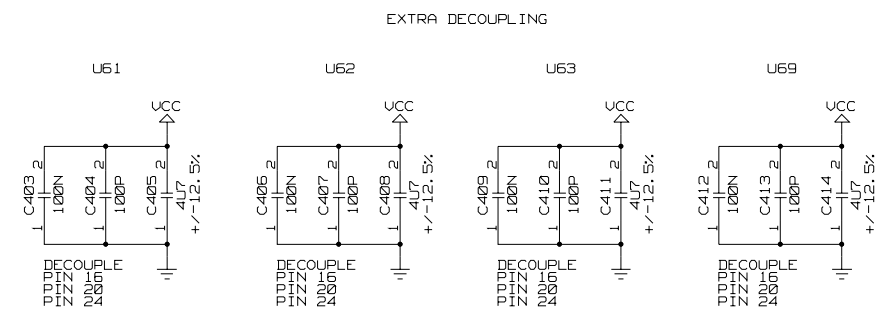 EXTRA DECOUPLING
U61
U62
U63
U69
VCC
VCC
VCC
VCC
C403
2
1
100N
C404
2
100P
C405
2
1
4U7
+/-12.5%
C406
2
1
100N
C407
2
100P
C408
2
1
4U7
+/-12.5%
C409
2
1
100N
C410
2
1
100P
C411
2
1
4U7
+/-12.5%
C412
2
1
100N
C413
2
1
100P
C414
2
1
4U7
+/-12.5%
DECOUPLE
PIN 16
PIN 20
PIN 24
DECOUPLE
PIN 16
PIN 20
PIN 24
DECOUPLE
PIN 16
PIN 20
PIN 24
DECOUPLE
PIN 16
PIN 20
PIN 24